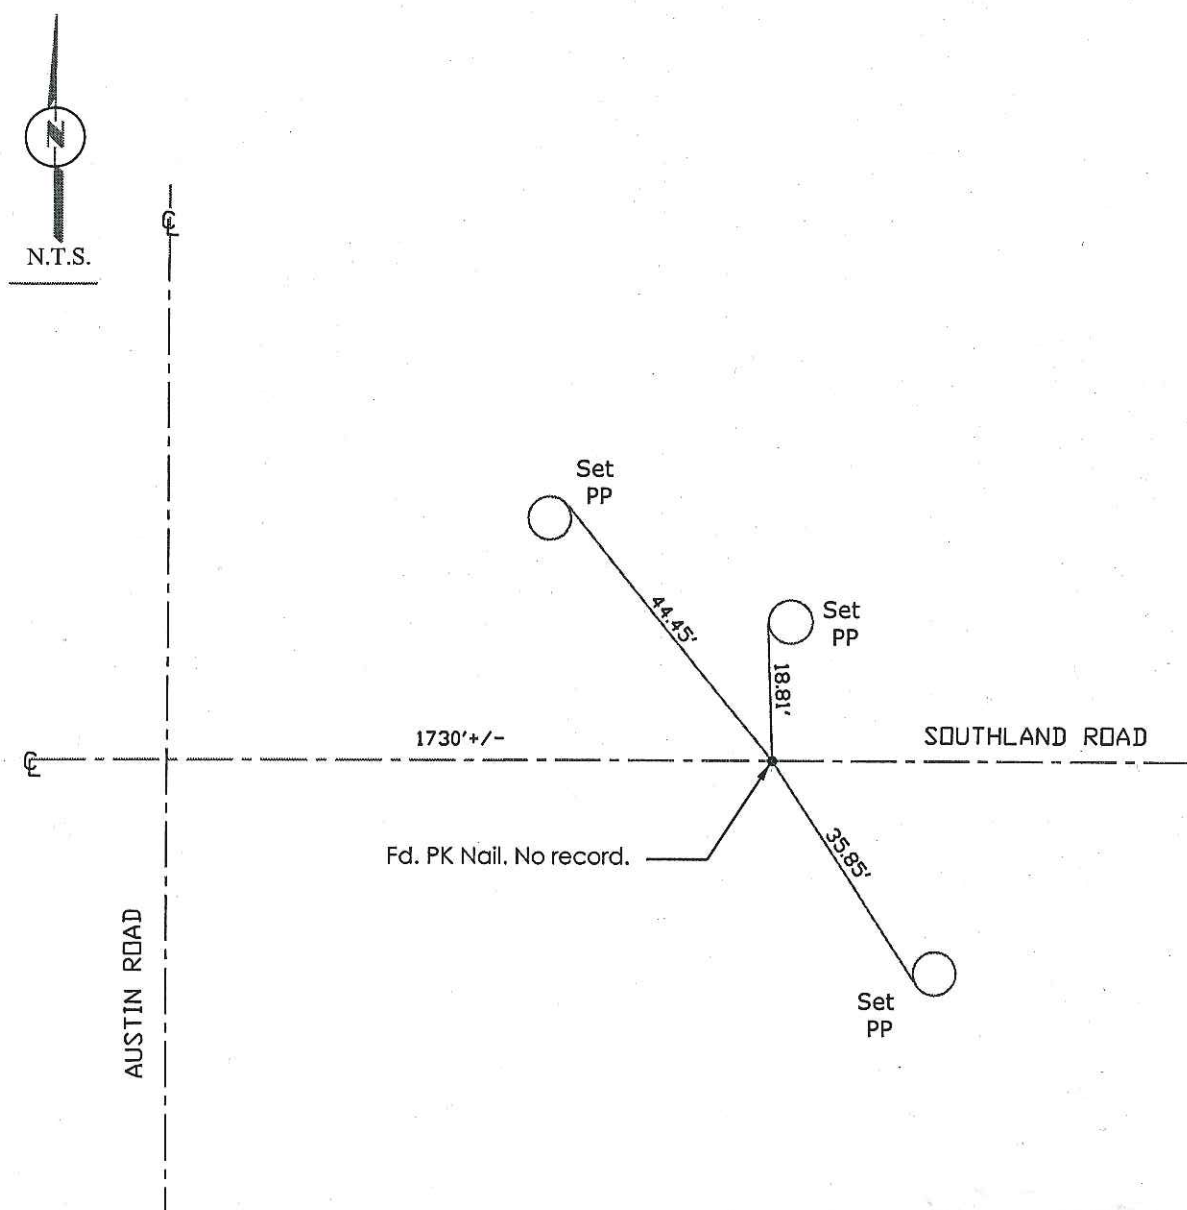 N
N.T.S.
℄
Set
PP
44.45'
Set
PP
18.81'
1730'+/-
SOUTHLAND ROAD
℄
Fd. PK Nail. No record.
35.85'
AUSTIN ROAD
Set
PP